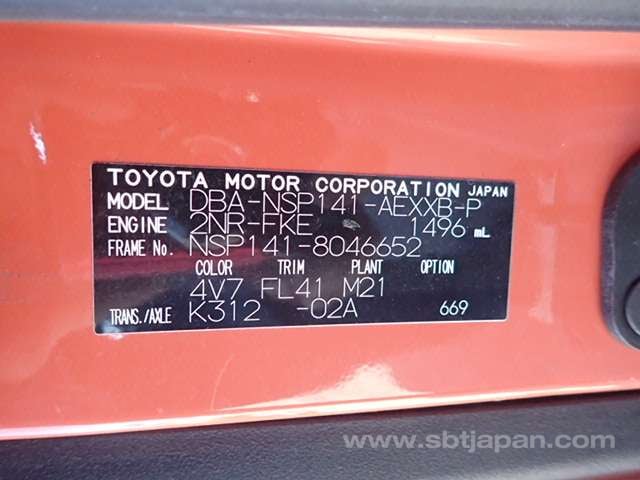 TOYOTA MOTOR CORPORATION JAPAN
MODEL DBA-NSP141-AEXXB-P
ENGINE 2NR-FKE 1496 mL
FRAME No. NSP141-8046652
COLOR TRIM PLANT OPTION
4V7 FL41 M21
TRANS./AXLE K312 -02A 669
www.sbtjapan.com